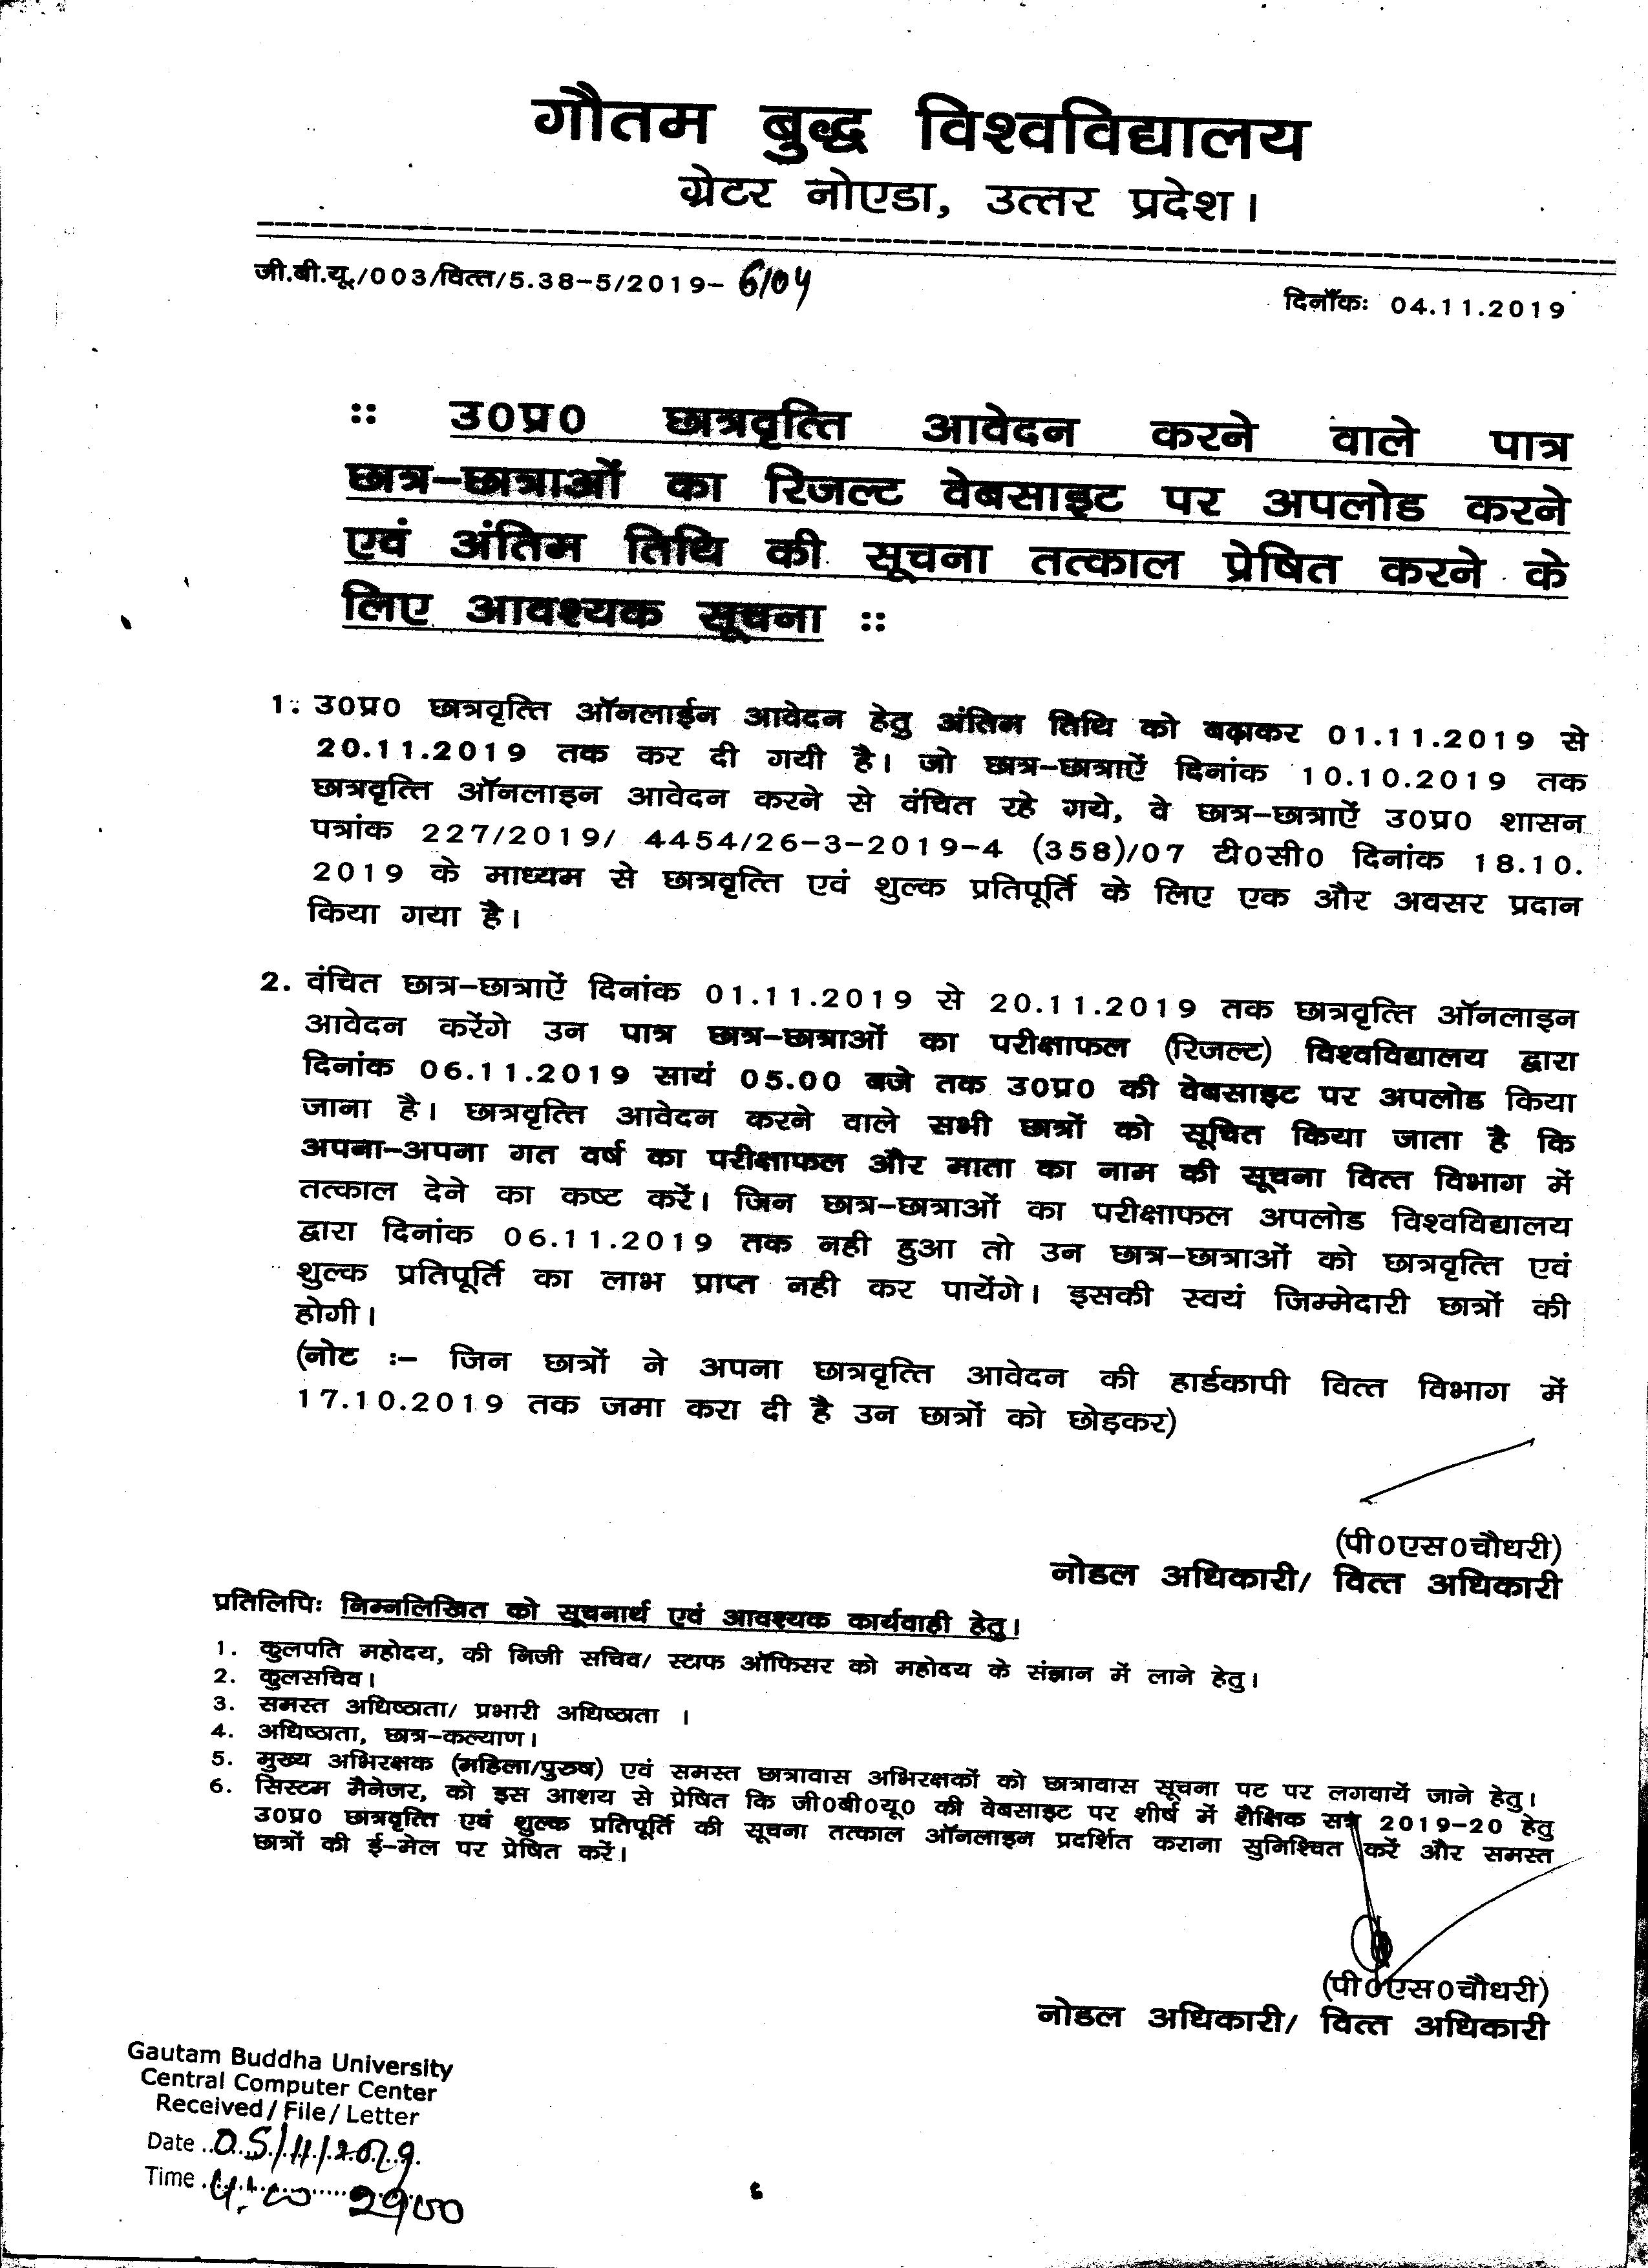 गौतम बुद्ध विश्वविद्यालय
ग्रेटर नोएडा, उत्तर प्रदेश।
जी.बी.यू./003/वित्त/5.38-5/2019- 6104
दिनाँकः 04.11.2019
:: उ0प्र0 छात्रवृत्ति आवेदन करने वाले पात्र
छात्र-छात्राओं का रिजल्ट वेबसाइट पर अपलोड करने
एवं अंतिम तिथि की सूचना तत्काल प्रेषित करने के
लिए आवश्यक सूचना ::
1. उ0प्र0 छात्रवृत्ति ऑनलाईन आवेदन हेतु अंतिम तिथि को बढ़ाकर 01.11.2019 से
20.11.2019 तक कर दी गयी है। जो छात्र-छात्राऐं दिनांक 10.10.2019 तक
छात्रवृत्ति ऑनलाइन आवेदन करने से वंचित रहे गये, वे छात्र-छात्राऐं उ0प्र0 शासन
पत्रांक 227/2019/ 4454/26-3-2019-4 (358)/07 टी0सी0 दिनांक 18.10.
2019 के माध्यम से छात्रवृत्ति एवं शुल्क प्रतिपूर्ति के लिए एक और अवसर प्रदान
किया गया है।
2. वंचित छात्र-छात्राऐं दिनांक 01.11.2019 से 20.11.2019 तक छात्रवृत्ति ऑनलाइन
आवेदन करेंगे उन पात्र छात्र-छात्राओं का परीक्षाफल (रिजल्ट) विश्वविद्यालय द्वारा
दिनांक 06.11.2019 सायं 05.00 बजे तक उ0प्र0 की वेबसाइट पर अपलोड किया
जाना है। छात्रवृत्ति आवेदन करने वाले सभी छात्रों को सूचित किया जाता है कि
अपना-अपना गत वर्ष का परीक्षाफल और माता का नाम की सूचना वित्त विभाग में
तत्काल देने का कष्ट करें। जिन छात्र-छात्राओं का परीक्षाफल अपलोड विश्वविद्यालय
द्वारा दिनांक 06.11.2019 तक नही हुआ तो उन छात्र-छात्राओं को छात्रवृत्ति एवं
शुल्क प्रतिपूर्ति का लाभ प्राप्त नही कर पायेंगे। इसकी स्वयं जिम्मेदारी छात्रों की
होगी।
(नोट :- जिन छात्रों ने अपना छात्रवृत्ति आवेदन की हार्डकापी वित्त विभाग में
17.10.2019 तक जमा करा दी है उन छात्रों को छोड़कर)
(पी0एस0चौधरी)
नोडल अधिकारी/ वित्त अधिकारी
प्रतिलिपिः निम्नलिखित को सूचनार्थ एवं आवश्यक कार्यवाही हेतु।
1. कुलपति महोदय, की निजी सचिव/ स्टाफ ऑफिसर को महोदय के संज्ञान में लाने हेतु।
2. कुलसचिव।
3. समस्त अधिष्ठाता/ प्रभारी अधिष्ठाता ।
4. अधिष्ठाता, छात्र-कल्याण।
5. मुख्य अभिरक्षक (महिला/पुरुष) एवं समस्त छात्रावास अभिरक्षकों को छात्रावास सूचना पट पर लगवायें जाने हेतु।
6. सिस्टम मैनेजर, को इस आशय से प्रेषित कि जी0बी0यू0 की वेबसाइट पर शीर्ष में शैक्षिक सत्र 2019-20 हेतु
उ0प्र0 छात्रवृत्ति एवं शुल्क प्रतिपूर्ति की सूचना तत्काल ऑनलाइन प्रदर्शित कराना सुनिश्चित करें और समस्त
छात्रों की ई-मेल पर प्रेषित करें।
(पी0एस0चौधरी)
नोडल अधिकारी/ वित्त अधिकारी
Gautam Buddha University
Central Computer Center
Received/File/Letter
Date 05/11/2019
Time